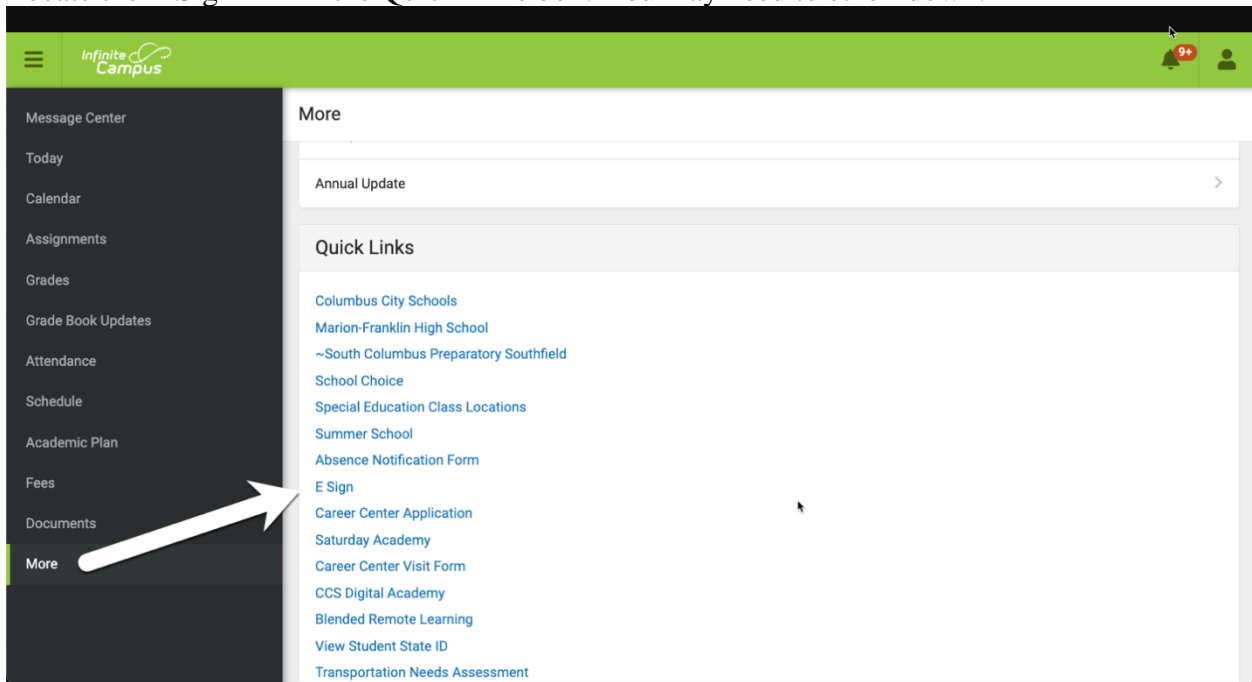 Infinite
Campus
9+
Message Center
Today
Calendar
Assignments
Grades
Grade Book Updates
Attendance
Schedule
Academic Plan
Fees
Documents
More
More
Annual Update
Quick Links
Columbus City Schools
Marion-Franklin High School
~South Columbus Preparatory Southfield
School Choice
Special Education Class Locations
Summer School
Absence Notification Form
E Sign
Career Center Application
Saturday Academy
Career Center Visit Form
CCS Digital Academy
Blended Remote Learning
View Student State ID
Transportation Needs Assessment